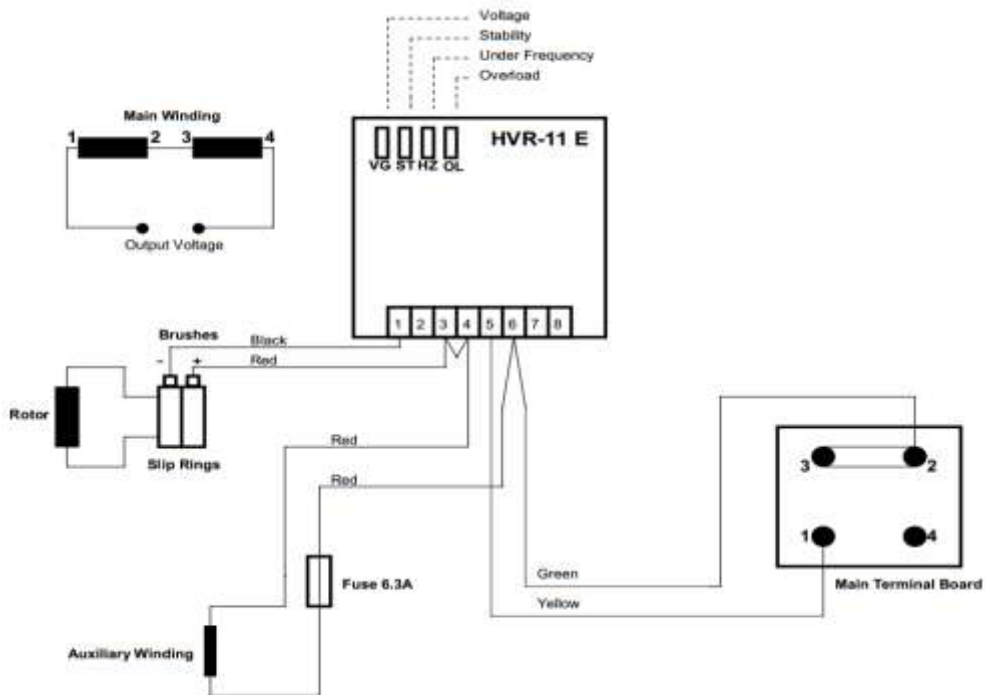 Voltage
Stability
Under Frequency
Overload
Main Winding
1 2 3 4
Output Voltage
HVR-11 E
VG ST HZ OL
1 2 3 4 5 6 7 8
Brushes
- +
Black
Red
Rotor
Slip Rings
Red
Red
Fuse 6.3A
Auxiliary Winding
Green
Yellow
3 2
1 4
Main Terminal Board